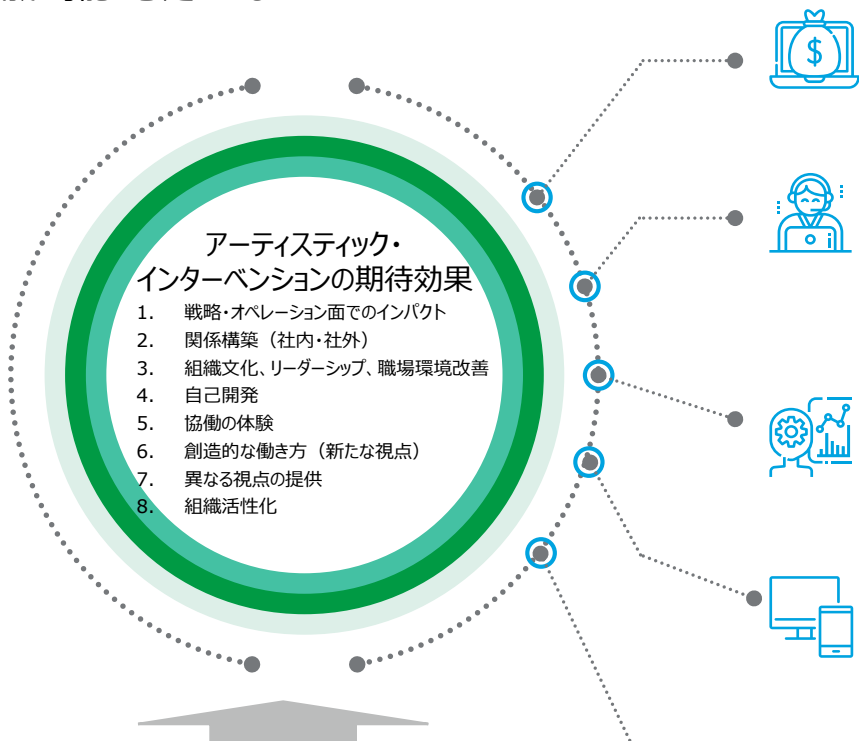 アーティスティック・
インターベンションの期待効果
1. 戦略・オペレーション面でのインパクト
2. 関係構築（社内・社外）
3. 組織文化、リーダーシップ、職場環境改善
4. 自己開発
5. 協働の体験
6. 創造的な働き方（新たな視点）
7. 異なる視点の提供
8. 組織活性化
$